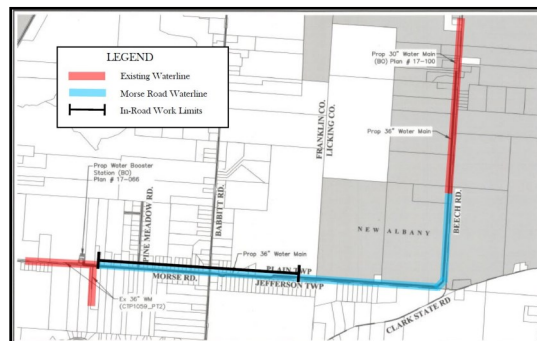 LEGEND
Existing Waterline
Morse Road Waterline
In-Road Work Limits
Prop 30" Water Main
(BO) Plan # 17-100
Prop 36" Water Main
FRANKLIN CO.
LICKING CO.
Prop Water Booster
Station (BO)
Plan # 17-066
PINE MEADOW RD.
BABBITT RD.
BEECH RD.
NEW ALBANY
Prop 36" Water Main
PLAIN TWP
MORSE RD.
JEFFERSON TWP
Ex 36" WM
CLARK STATE RD